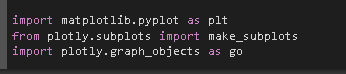 import matplotlib.pyplot as plt
from plotly.subplots import make_subplots
import plotly.graph_objects as go